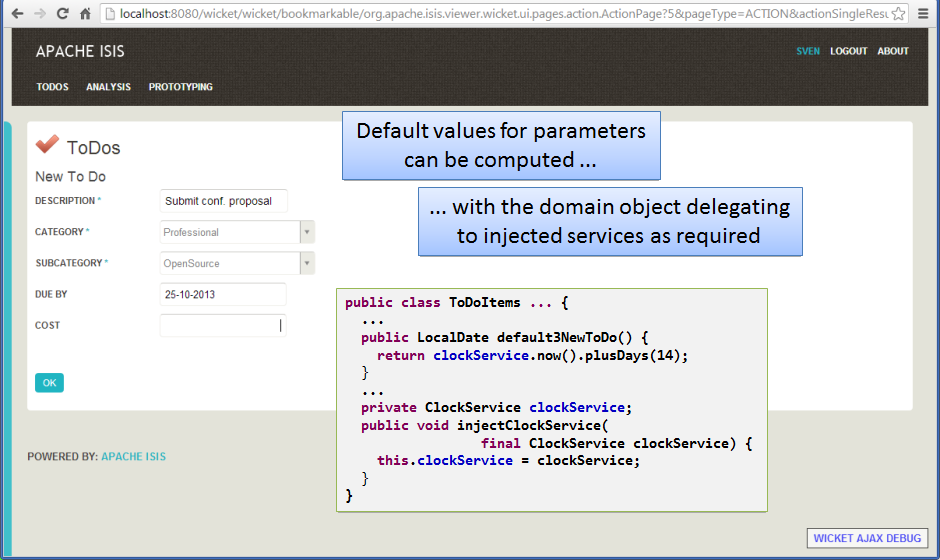 localhost:8080/wicket/wicket/bookmarkable/org.apache.isis.viewer.wicket.ui.pages.action.ActionPage?5&pageType=ACTION&actionSingleResu
APACHE ISIS
SVEN LOGOUT ABOUT
TODOS ANALYSIS PROTOTYPING
Default values for parameters
can be computed ...
ToDos
New To Do
... with the domain object delegating
to injected services as required
DESCRIPTION * Submit conf. proposal
CATEGORY * Professional
SUBCATEGORY * OpenSource
DUE BY 25-10-2013
COST
OK
public class ToDoItems ... {
...
public LocalDate default3NewToDo() {
return clockService.now().plusDays(14);
}
...
private ClockService clockService;
public void injectClockService(
final ClockService clockService) {
this.clockService = clockService;
}
}
POWERED BY: APACHE ISIS
WICKET AJAX DEBUG